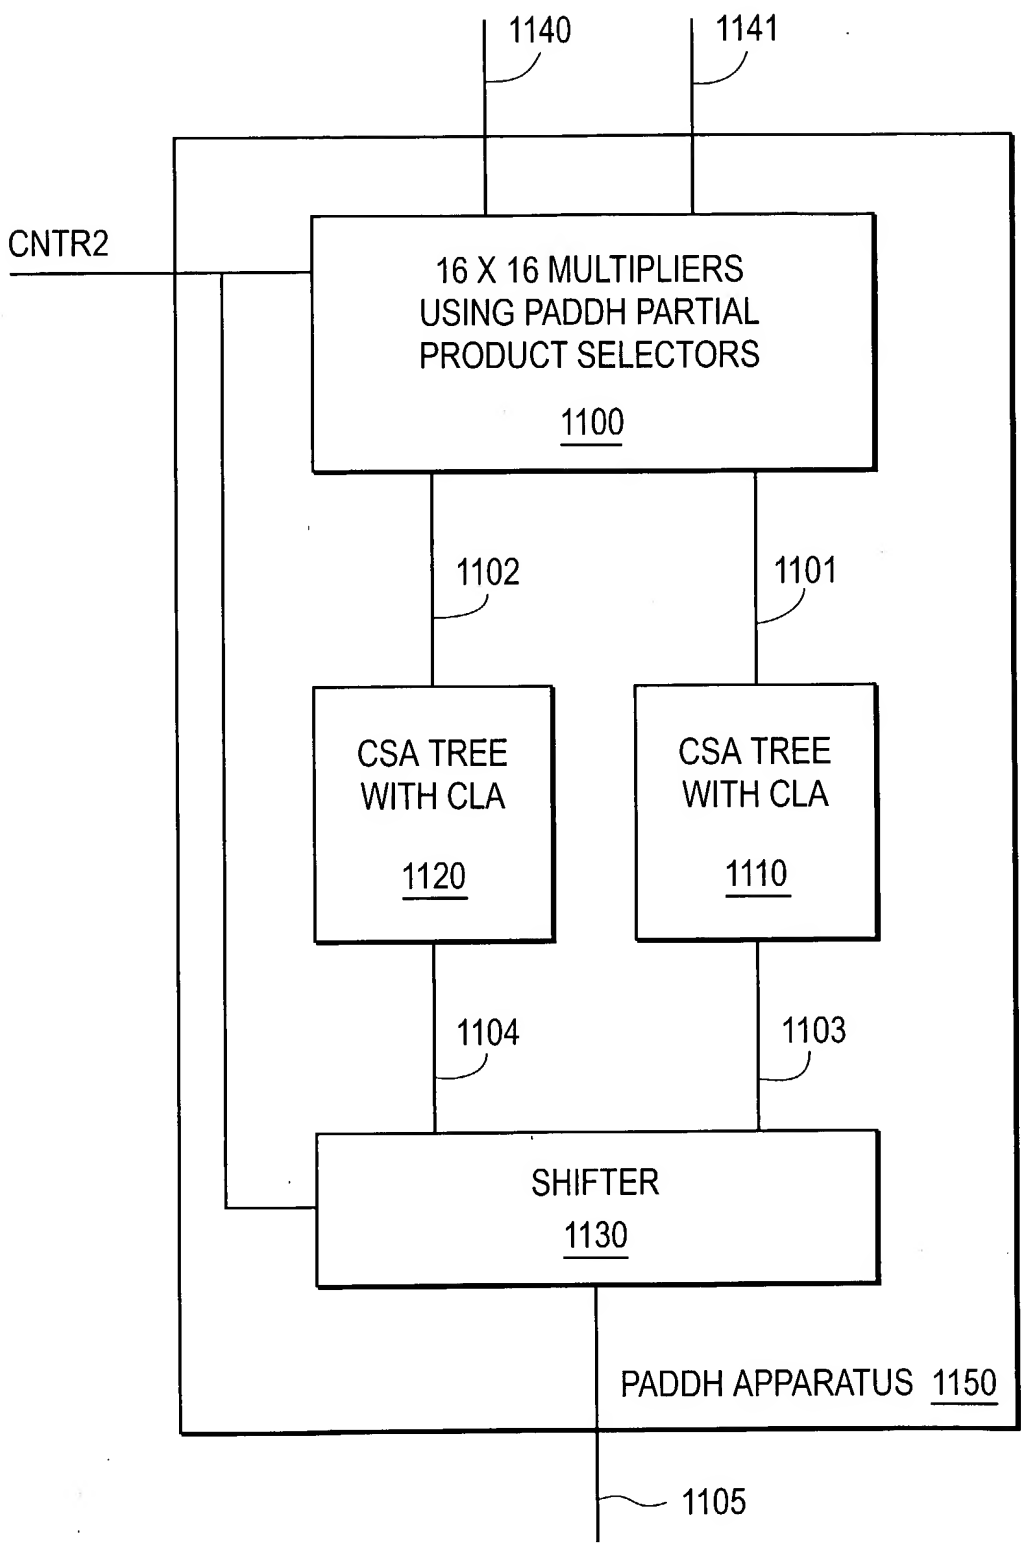 1140
1141
CNTR2
16 X 16 MULTIPLIERS
USING PADDH PARTIAL
PRODUCT SELECTORS
1100
1102
1101
CSA TREE
WITH CLA
1120
CSA TREE
WITH CLA
1110
1104
1103
SHIFTER
1130
PADDH APPARATUS 1150
1105